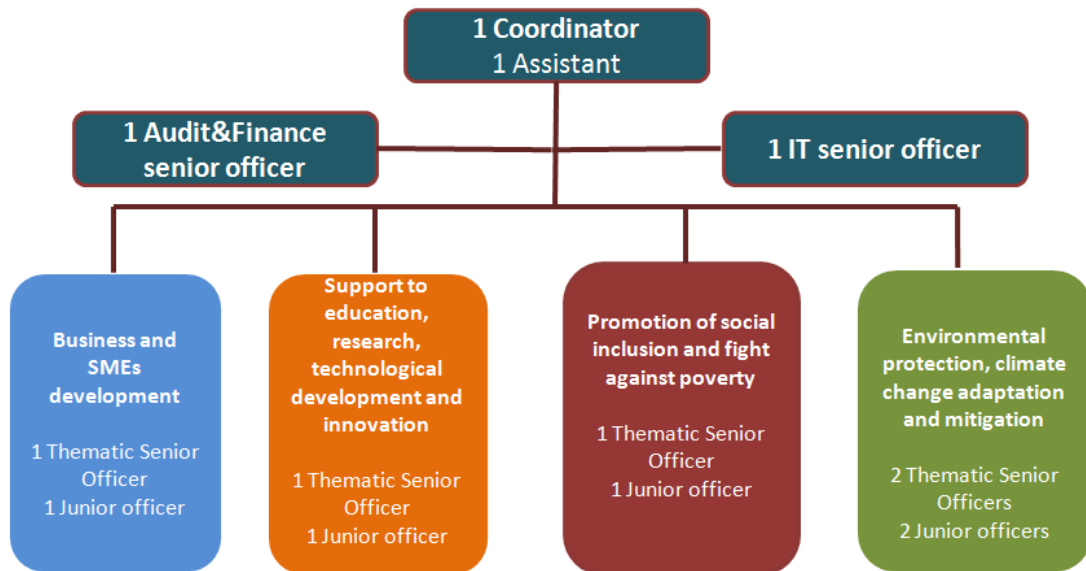 1 Coordinator
1 Assistant
1 Audit&Finance
senior officer
1 IT senior officer
Business and
SMEs
development
1 Thematic Senior
Officer
1 Junior officer
Support to
education,
research,
technological
development and
innovation
1 Thematic Senior
Officer
1 Junior officer
Promotion of social
inclusion and fight
against poverty
1 Thematic Senior
Officer
1 Junior officer
Environmental
protection, climate
change adaptation
and mitigation
2 Thematic Senior
Officers
2 Junior officers